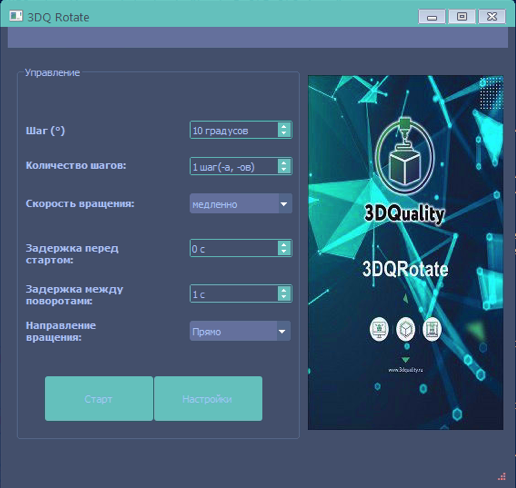 3DQ Rotate
Управление
Шаг (°)
10 градусов
Количество шагов:
1 шаг(-а, -ов)
Скорость вращения:
медленно
Задержка перед
стартом:
0 с
Задержка между
поворотами:
1 с
Направление
вращения:
Прямо
Старт
Настройки
3DQuality
3DQRotate
www.3dquality.ru